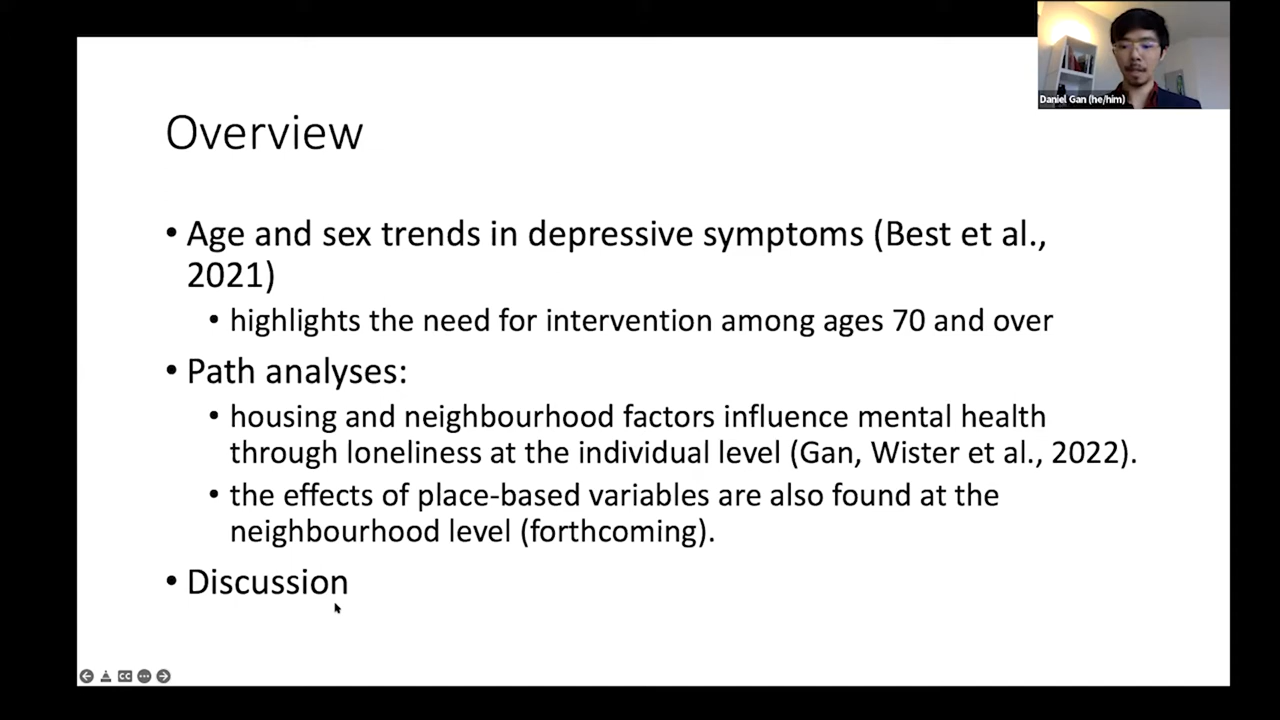 Daniel Gan (he/him)
Overview
• Age and sex trends in depressive symptoms (Best et al.,
2021)
• highlights the need for intervention among ages 70 and over
• Path analyses:
• housing and neighbourhood factors influence mental health
through loneliness at the individual level (Gan, Wister et al., 2022).
• the effects of place-based variables are also found at the
neighbourhood level (forthcoming).
• Discussion
CC